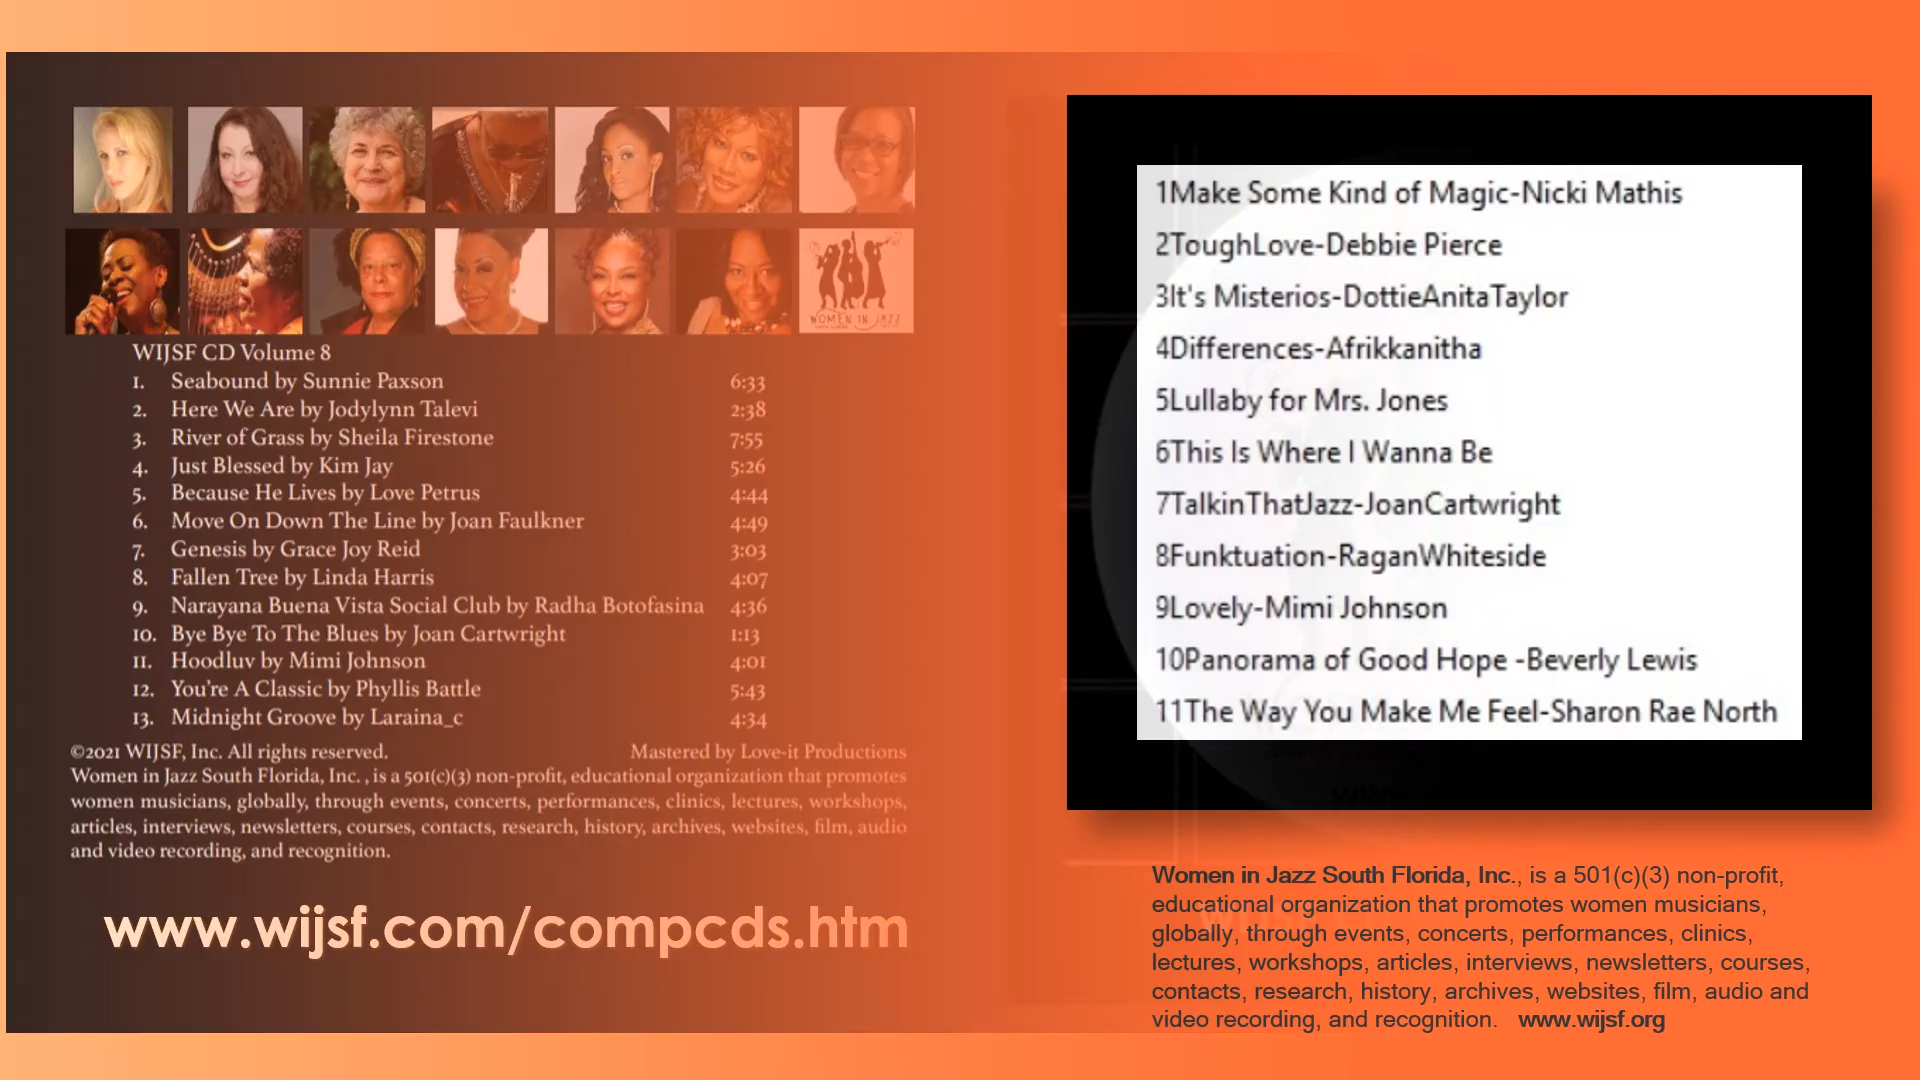 WOMEN IN JAZZ
WIJSF CD Volume 8
1. Seabound by Sunnie Paxson 6:33
2. Here We Are by Jodylynn Talevi 2:38
3. River of Grass by Sheila Firestone 7:55
4. Just Blessed by Kim Jay 5:26
5. Because He Lives by Love Petrus 4:44
6. Move On Down The Line by Joan Faulkner 4:49
7. Genesis by Grace Joy Reid 3:03
8. Fallen Tree by Linda Harris 4:07
9. Narayana Buena Vista Social Club by Radha Botofasina 4:36
10. Bye Bye To The Blues by Joan Cartwright 1:13
11. Hoodluv by Mimi Johnson 4:01
12. You're A Classic by Phyllis Battle 5:43
13. Midnight Groove by Laraina_c 4:34
©2021 WIJSF, Inc. All rights reserved. Mastered by Love-it Productions
Women in Jazz South Florida, Inc. , is a 501(c)(3) non-profit, educational organization that promotes
women musicians, globally, through events, concerts, performances, clinics, lectures, workshops,
articles, interviews, newsletters, courses, contacts, research, history, archives, websites, film, audio
and video recording, and recognition.
www.wijsf.com/compcds.htm
1Make Some Kind of Magic-Nicki Mathis
2ToughLove-Debbie Pierce
3It's Misterios-DottieAnitaTaylor
4Differences-Afrikkanitha
5Lullaby for Mrs. Jones
6This Is Where I Wanna Be
7TalkinThatJazz-JoanCartwright
8Funktuation-RaganWhiteside
9Lovely-Mimi Johnson
10Panorama of Good Hope -Beverly Lewis
11The Way You Make Me Feel-Sharon Rae North
Women in Jazz South Florida, Inc., is a 501(c)(3) non-profit,
educational organization that promotes women musicians,
globally, through events, concerts, performances, clinics,
lectures, workshops, articles, interviews, newsletters, courses,
contacts, research, history, archives, websites, film, audio and
video recording, and recognition. www.wijsf.org